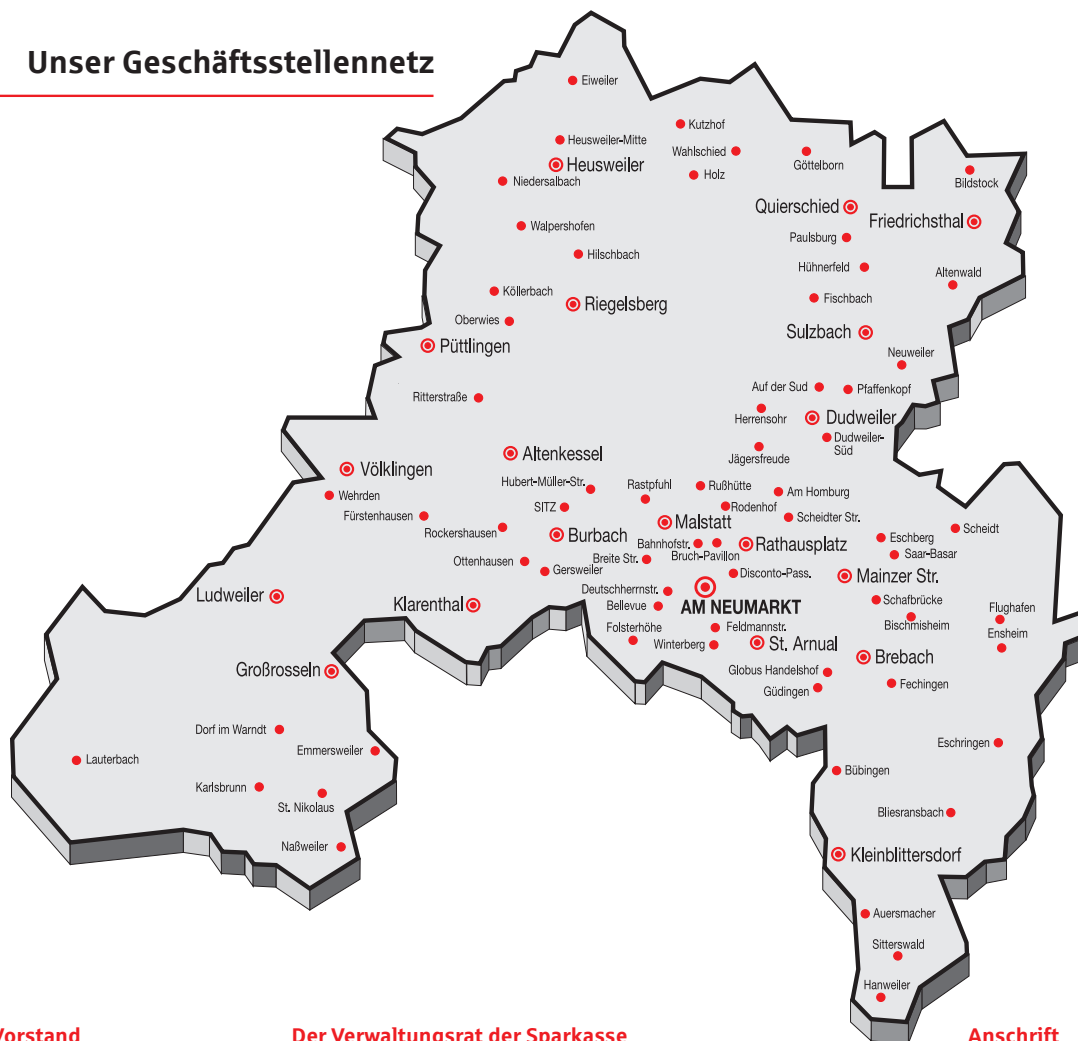 Unser Geschäftsstellennetz
Eiweiler
Kutzhof
Heusweiler-Mitte
Wahlschied
Göttelborn
Heusweiler
Holz
Bildstock
Niedersalbach
Quierschied
Friedrichsthal
Walpershofen
Paulsburg
Hilschbach
Hühnerfeld
Altenwald
Köllerbach
Fischbach
Riegelsberg
Oberwies
Sulzbach
Püttlingen
Neuweiler
Auf der Sud
Pfaffenkopf
Ritterstraße
Herrensohr
Dudweiler
Dudweiler-
Süd
Altenkessel
Jägersfreude
Völklingen
Hubert-Müller-Str.
Rastpfuhl
Rußhütte
Am Homburg
Wehrden
SITZ
Rodenhof
Fürstenhausen
Scheidter Str.
Malstatt
Rockershausen
Scheidt
Burbach
Eschberg
Bahnhofstr.
Rathausplatz
Bruch-Pavillon
Saar-Basar
Breite Str.
Ottenhausen
Gersweiler
Disconto-Pass.
Mainzer Str.
Deutschherrnstr.
Ludweiler
Klarenthal
Bellevue
AM NEUMARKT
Schafbrücke
Flughafen
Bischmisheim
Folsterhöhe
Feldmannstr.
Ensheim
Winterberg
St. Arnual
Brebach
Großrosseln
Globus Handelshof
Fechingen
Güdingen
Dorf im Warndt
Eschringen
Emmersweiler
Lauterbach
Bübingen
Karlsbrunn
St. Nikolaus
Bliesransbach
Naßweiler
Kleinblittersdorf
Auersmacher
Sitterswald
Hanweiler
Vorstand
Der Verwaltungsrat der Sparkasse
Anschrift